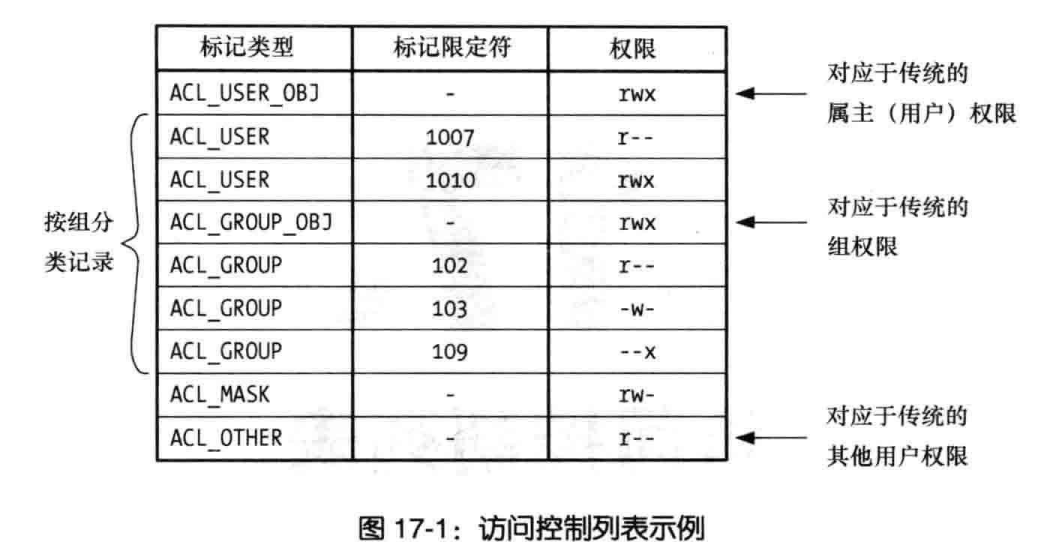 标记类型 标记限定符 权限
ACL_USER_OBJ - rwx
对应于传统的
属主（用户）权限
ACL_USER 1007 r--
ACL_USER 1010 rwx
ACL_GROUP_OBJ - rwx
对应于传统的
组权限
按组分
类记录
ACL_GROUP 102 r--
ACL_GROUP 103 -w-
ACL_GROUP 109 --x
ACL_MASK - rw-
ACL_OTHER - r--
对应于传统的
其他用户权限
图 17-1：访问控制列表示例